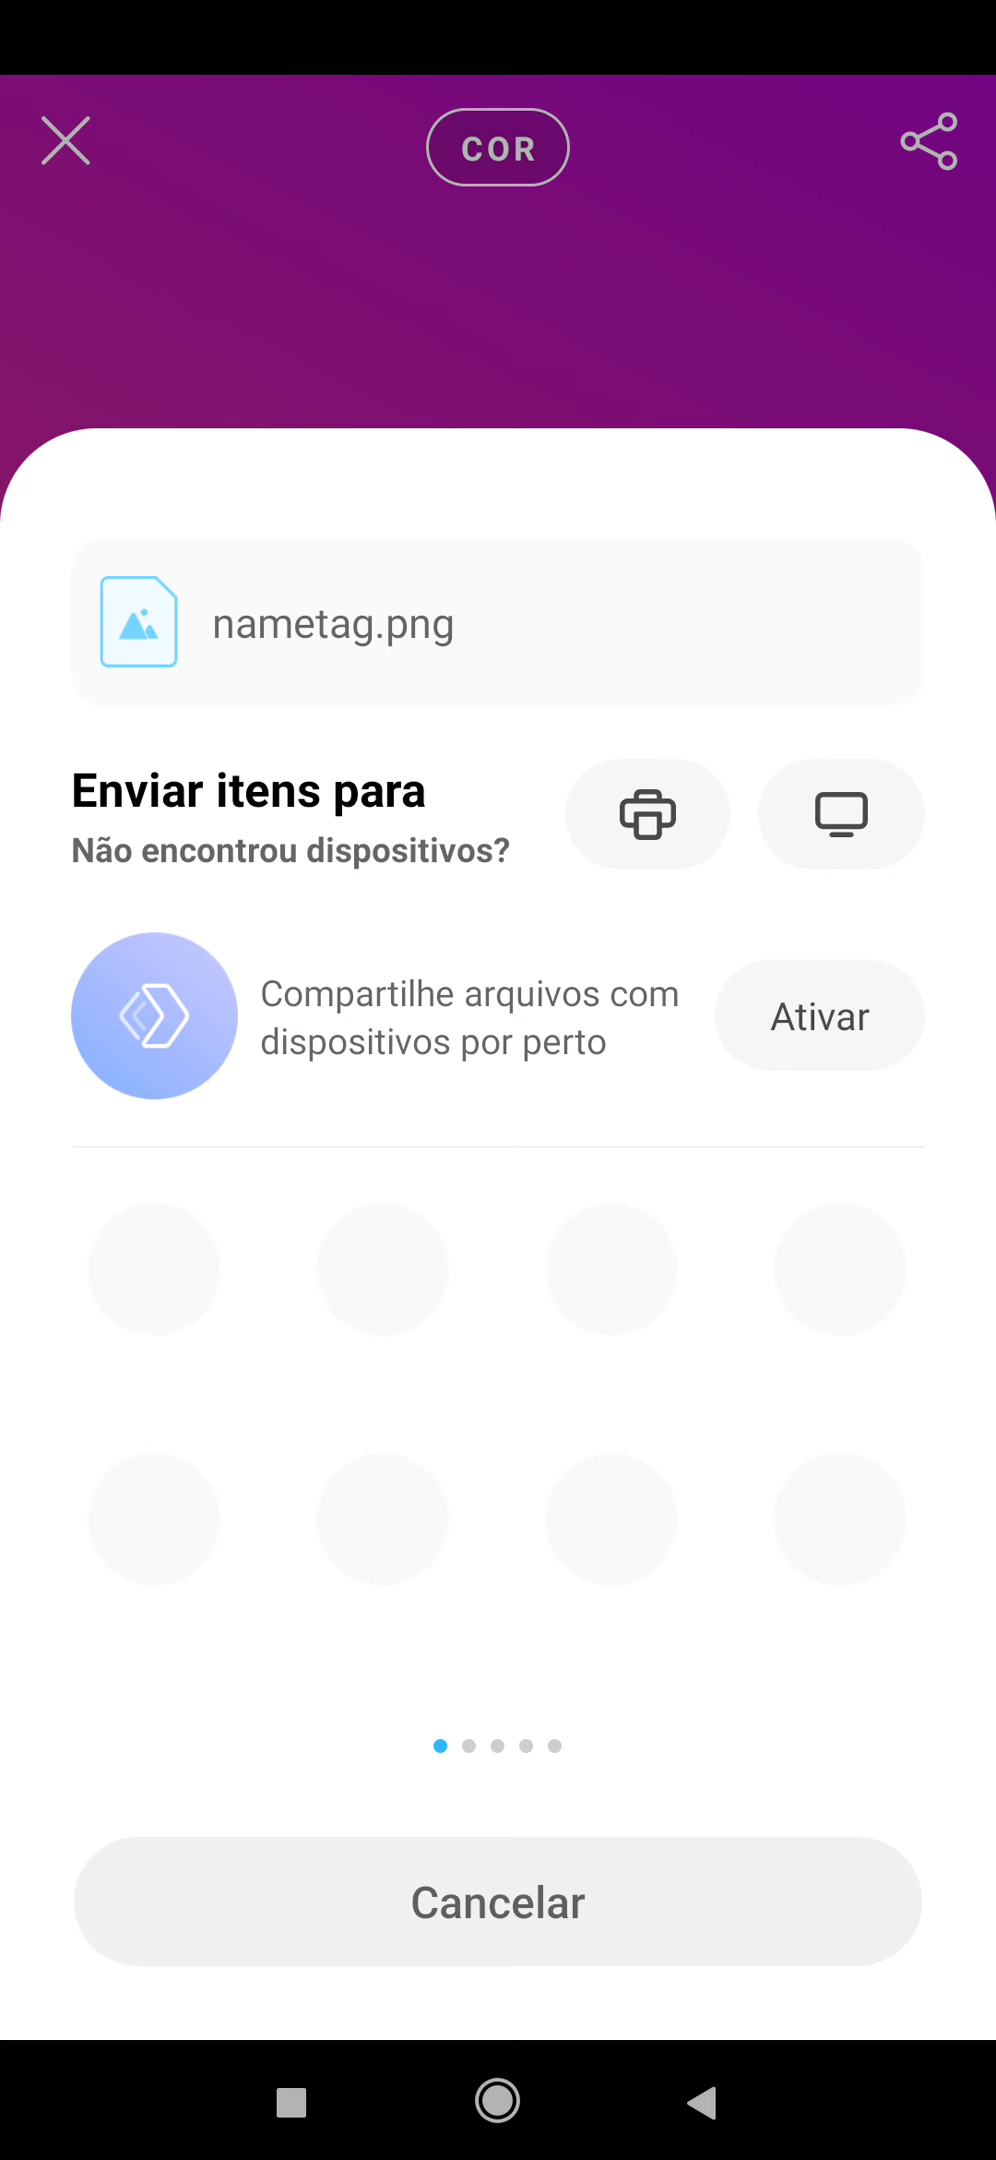 COR
nametag.png
Enviar itens para
Não encontrou dispositivos?
Compartilhe arquivos com
dispositivos por perto
Ativar
Cancelar